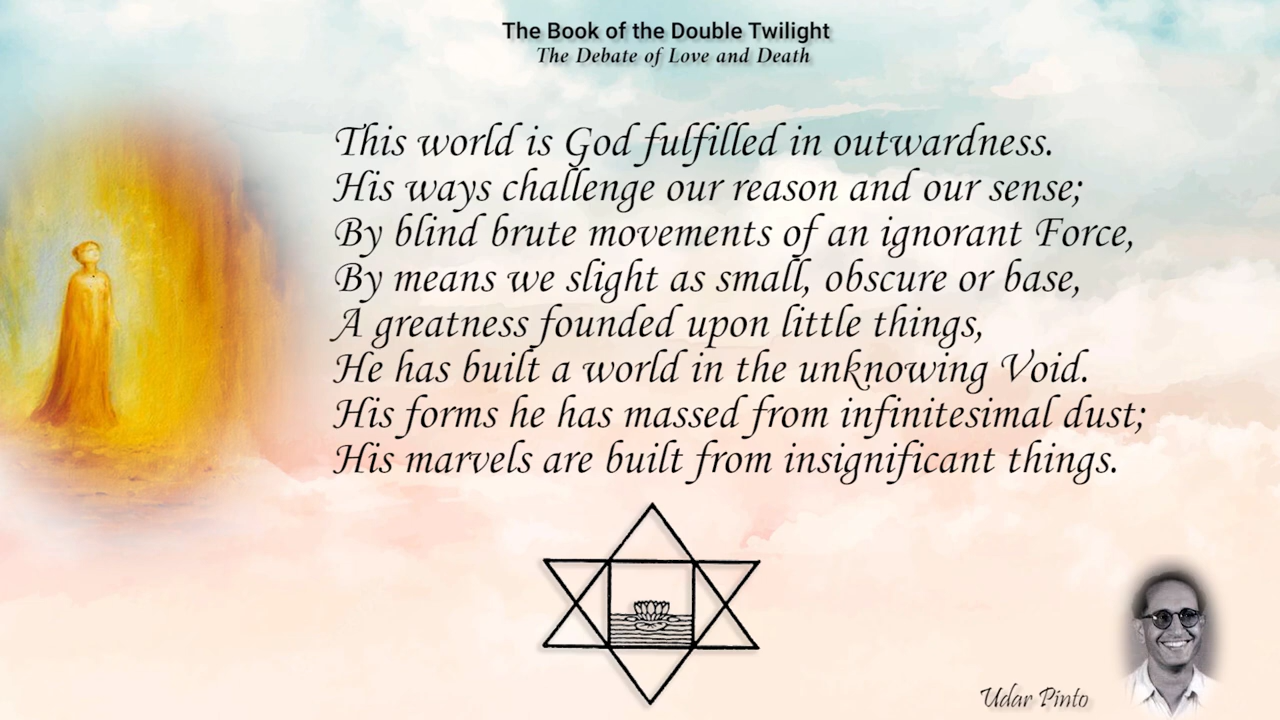 The Book of the Double Twilight
The Debate of Love and Death
This world is God fulfilled in outwardness.
His ways challenge our reason and our sense;
By blind brute movements of an ignorant Force,
By means we slight as small, obscure or base,
A greatness founded upon little things,
He has built a world in the unknowing Void.
His forms he has massed from infinitesimal dust;
His marvels are built from insignificant things.
Udar Pinto